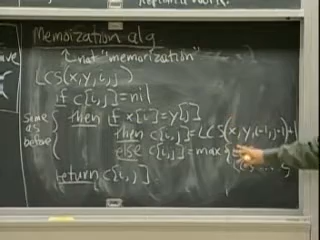 Memoization alg
not "memorization"
LCS(x,y,i,j)
if c[i,j]=nil
then if x[i]=y[j]
then c[i,j]=LCS(x,y,i-1,j-1)+1
else c[i,j]=max{
same as before
return c[i,j]